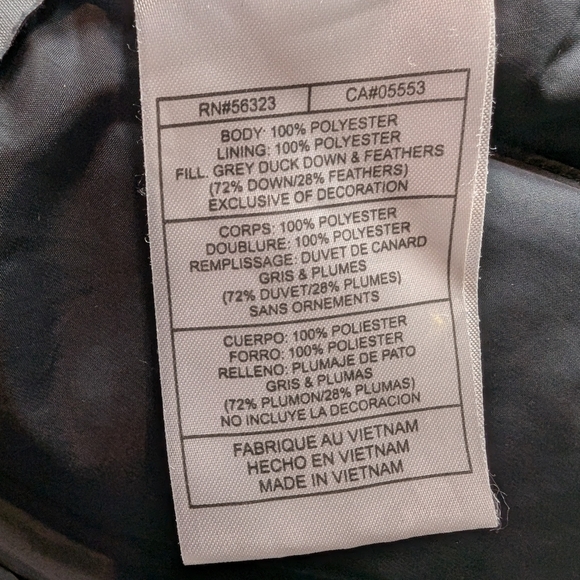 RN#56323 CA#05553
BODY: 100% POLYESTER
LINING: 100% POLYESTER
FILL. GREY DUCK DOWN & FEATHERS
(72% DOWN/28% FEATHERS)
EXCLUSIVE OF DECORATION
CORPS: 100% POLYESTER
DOUBLURE: 100% POLYESTER
REMPLISSAGE: DUVET DE CANARD
GRIS & PLUMES
(72% DUVET/28% PLUMES)
SANS ORNEMENTS
CUERPO: 100% POLIESTER
FORRO: 100% POLIESTER
RELLENO: PLUMAJE DE PATO
GRIS & PLUMAS
(72% PLUMON/28% PLUMAS)
NO INCLUYE LA DECORACION
FABRIQUE AU VIETNAM
HECHO EN VIETNAM
MADE IN VIETNAM